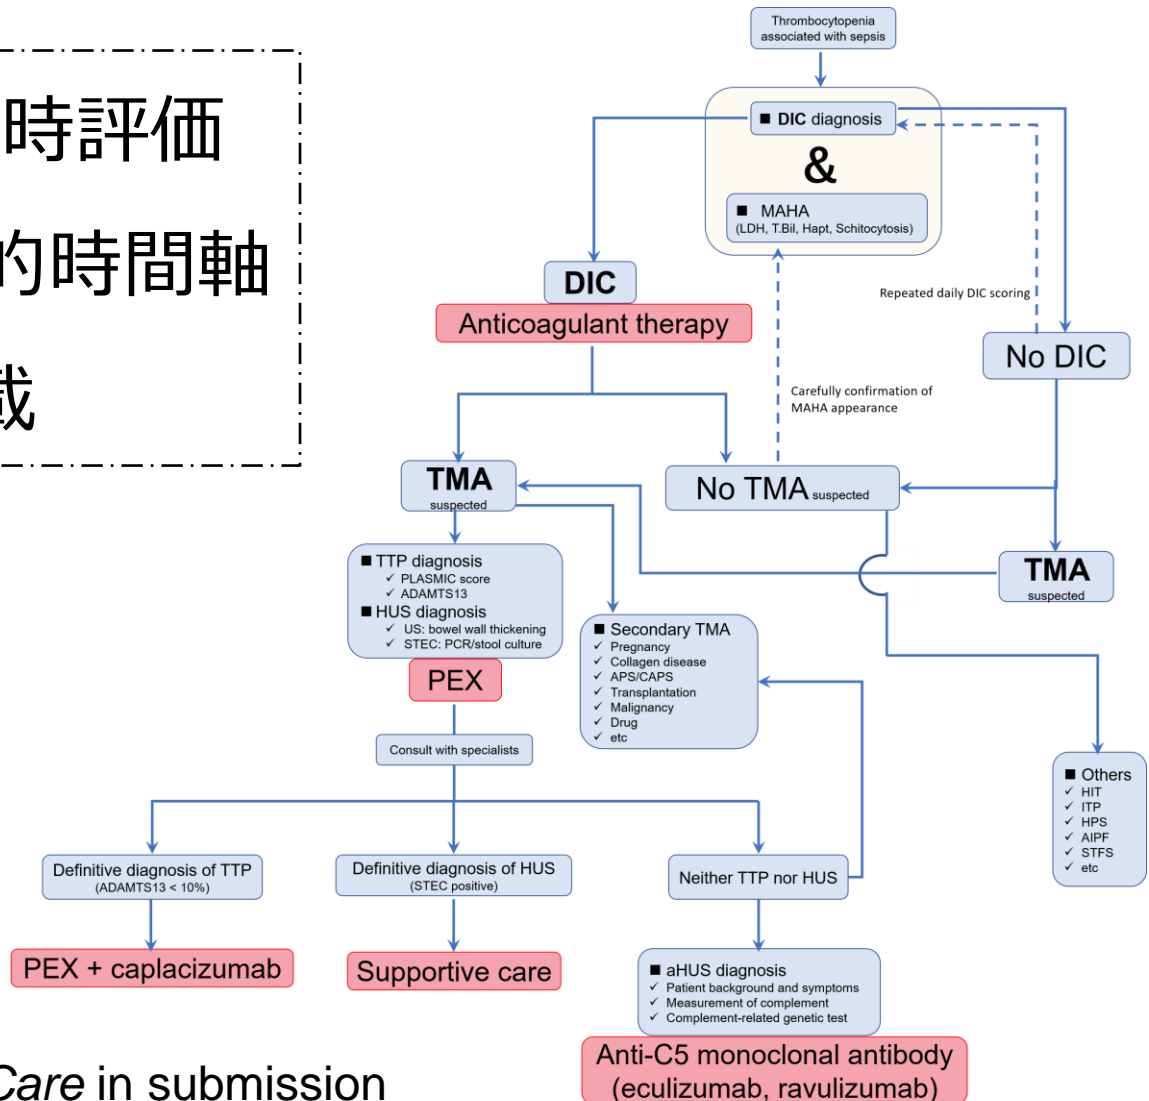 Thrombocytopenia
associated with sepsis
時評価
的時間軸
載
■ DIC diagnosis
&
■ MAHA
(LDH, T.Bil, Hapt, Schitocytosis)
DIC
Anticoagulant therapy
Repeated daily DIC scoring
No DIC
Carefully confirmation of
MAHA appearance
TMA
suspected
No TMA suspected
TMA
suspected
■ TTP diagnosis
✓ PLASMIC score
✓ ADAMTS13
■ HUS diagnosis
✓ US: bowel wall thickening
✓ STEC: PCR/stool culture
PEX
■ Secondary TMA
✓ Pregnancy
✓ Collagen disease
✓ APS/CAPS
✓ Transplantation
✓ Malignancy
✓ Drug
✓ etc
Consult with specialists
■ Others
✓ HIT
✓ ITP
✓ HPS
✓ AIPF
✓ STFS
✓ etc
Definitive diagnosis of TTP
(ADAMTS13 < 10%)
Definitive diagnosis of HUS
(STEC positive)
Neither TTP nor HUS
PEX + caplacizumab
Supportive care
■ aHUS diagnosis
✓ Patient background and symptoms
✓ Measurement of complement
✓ Complement-related genetic test
Anti-C5 monoclonal antibody
(eculizumab, ravulizumab)
Care in submission